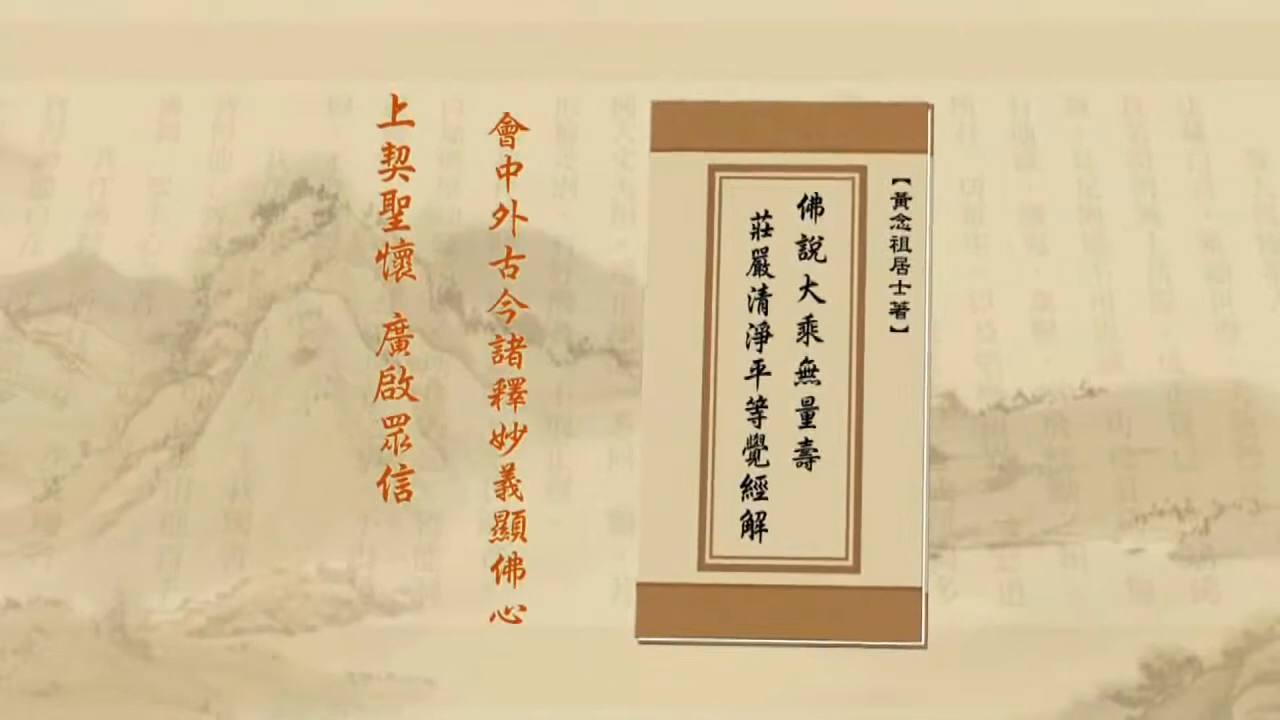 【黃念祖居士著】
佛說大乘無量壽
莊嚴清淨平等覺經解
會中外古今諸釋妙義顯佛心
上契聖懷　廣啟眾信